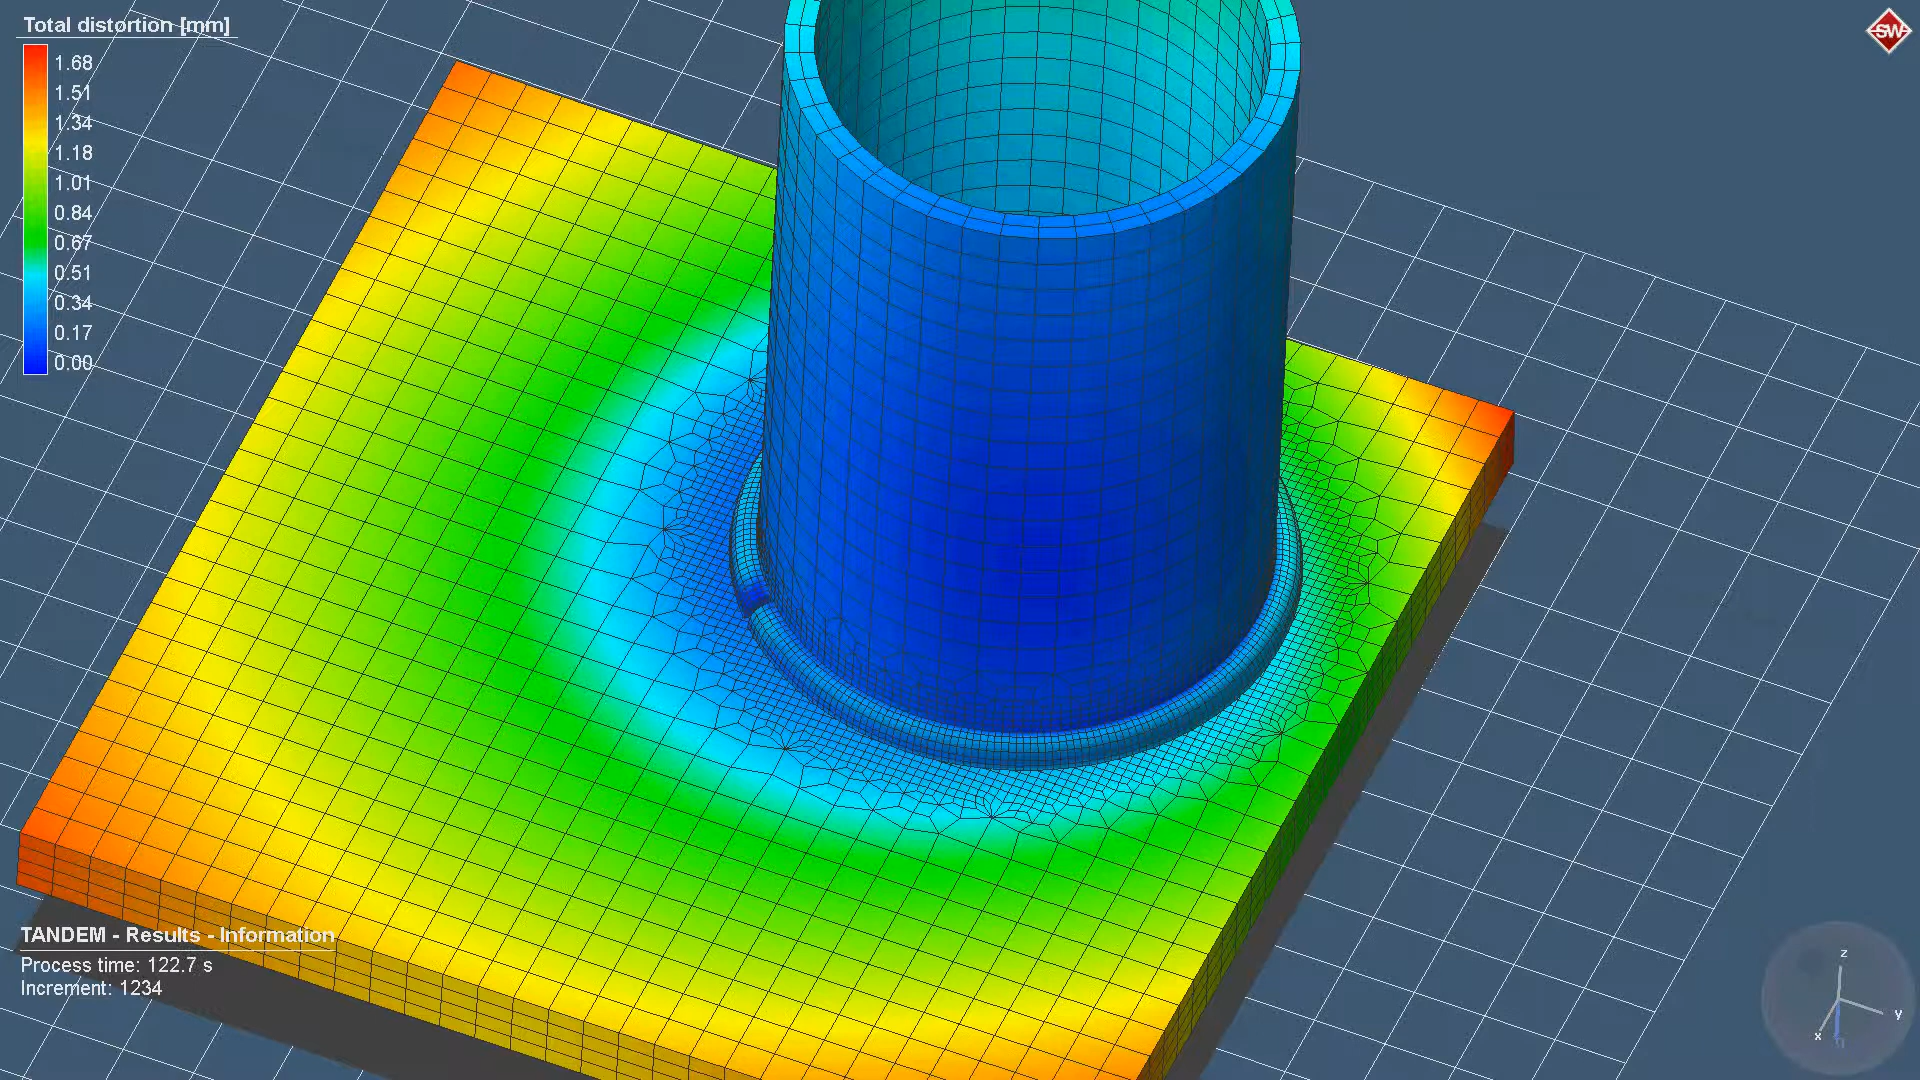 Total distortion [mm]
1.68
1.51
1.34
1.18
1.01
0.84
0.67
0.51
0.34
0.17
0.00
SW
TANDEM - Results - Information
Process time: 122.7 s
Increment: 1234
z
y
x